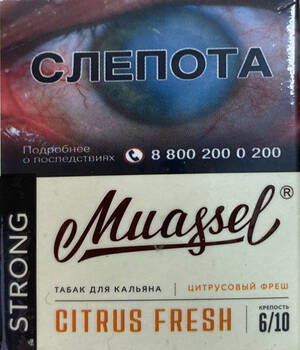 СЛЕПОТА
Подробнее
о последствиях
8 800 200 0 200
STRONG
Muassel®
ТАБАК ДЛЯ КАЛЬЯНА | ЦИТРУСОВЫЙ ФРЕШ
CITRUS FRESH
КРЕПОСТЬ
6/10